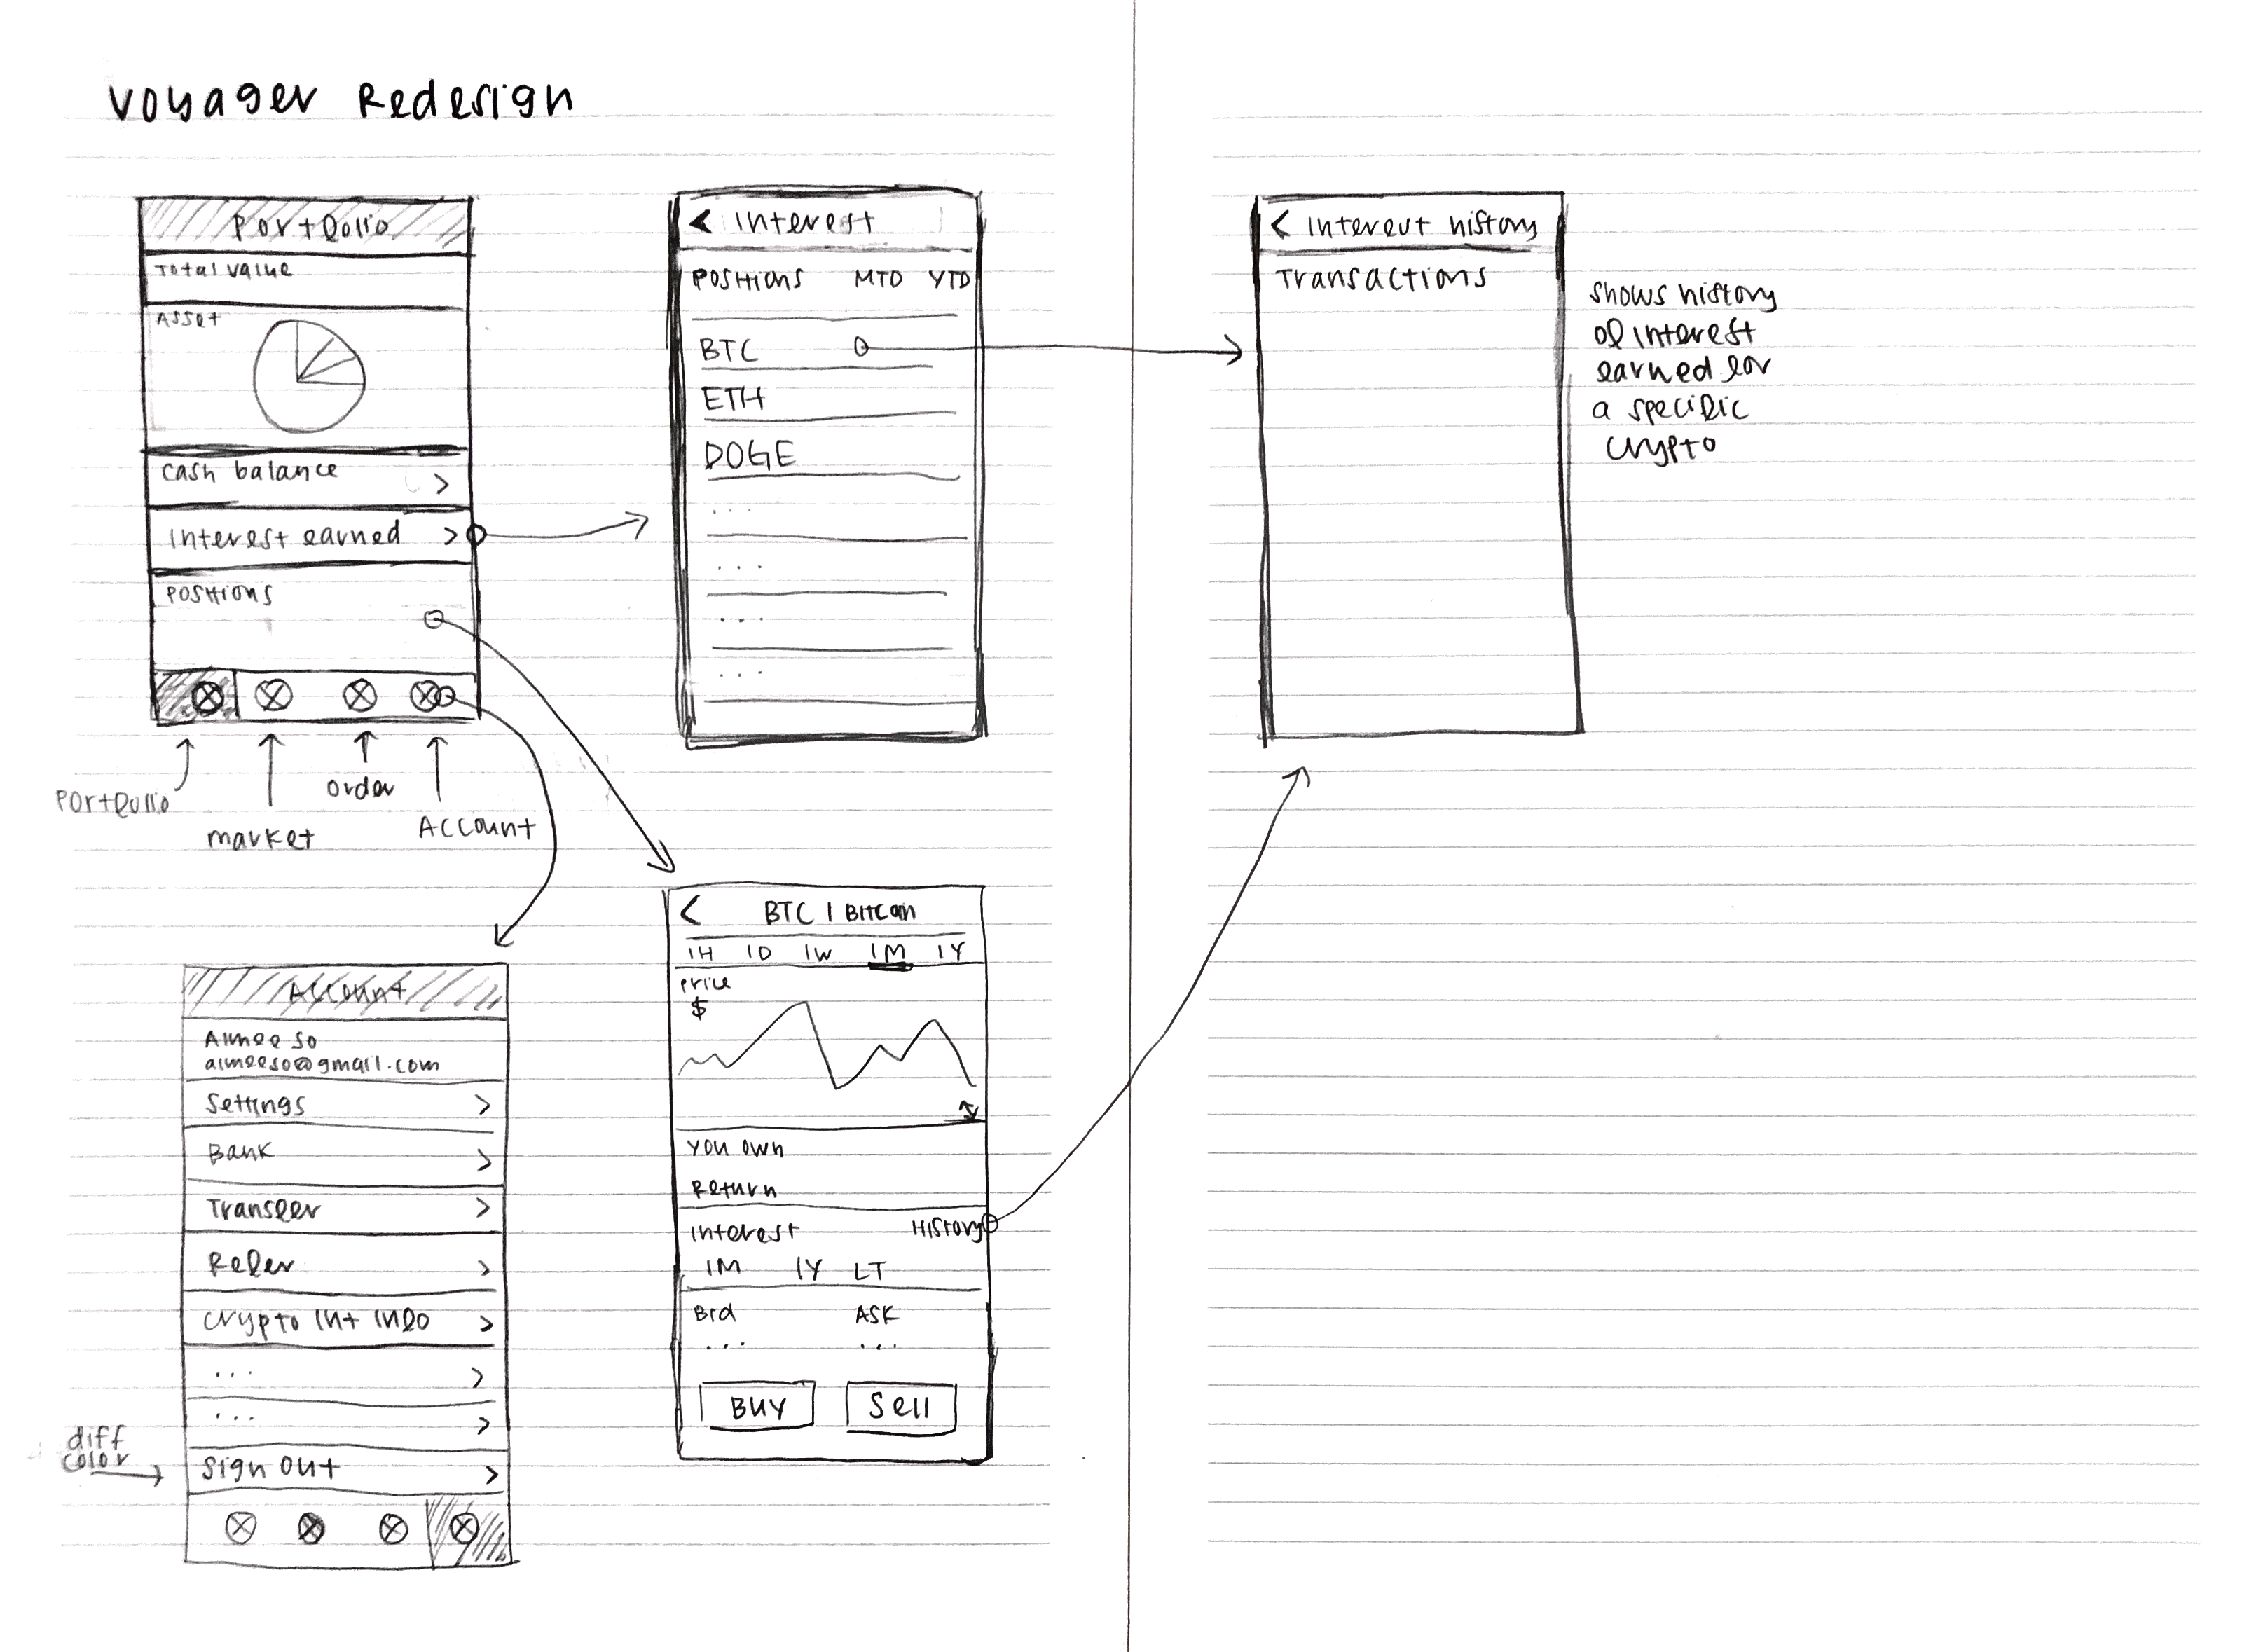 Voyager Redesign
Portfolio
Total value
Asset
Cash balance >
Interest earned >
Positions
Portfolio
market
order
Account
< Interest
Positions MTD YTD
BTC
ETH
DOGE
...
...
...
...
< Interest history
Transactions
shows history
of interest
earned for
a specific
crypto
Account
Aimee So
aimeeso@gmail.com
Settings >
Bank >
Transfer >
Refer >
Crypto Int Info >
... >
... >
diff
color
Sign Out >
< BTC | Bitcoin
1H 1D 1W 1M 1Y
Price
$
You own
Return
Interest History
1M 1Y LT
Bid ASK
... ...
BUY Sell